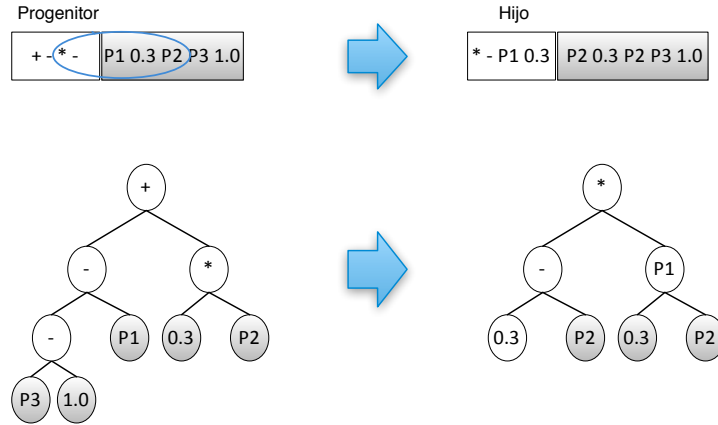 Progenitor
Hijo
+ - * - P1 0.3 P2 P3 1.0
* - P1 0.3 P2 0.3 P2 P3 1.0
+
*
- *
- P1
- P1 0.3 P2
0.3 P2 0.3 P2
P3 1.0